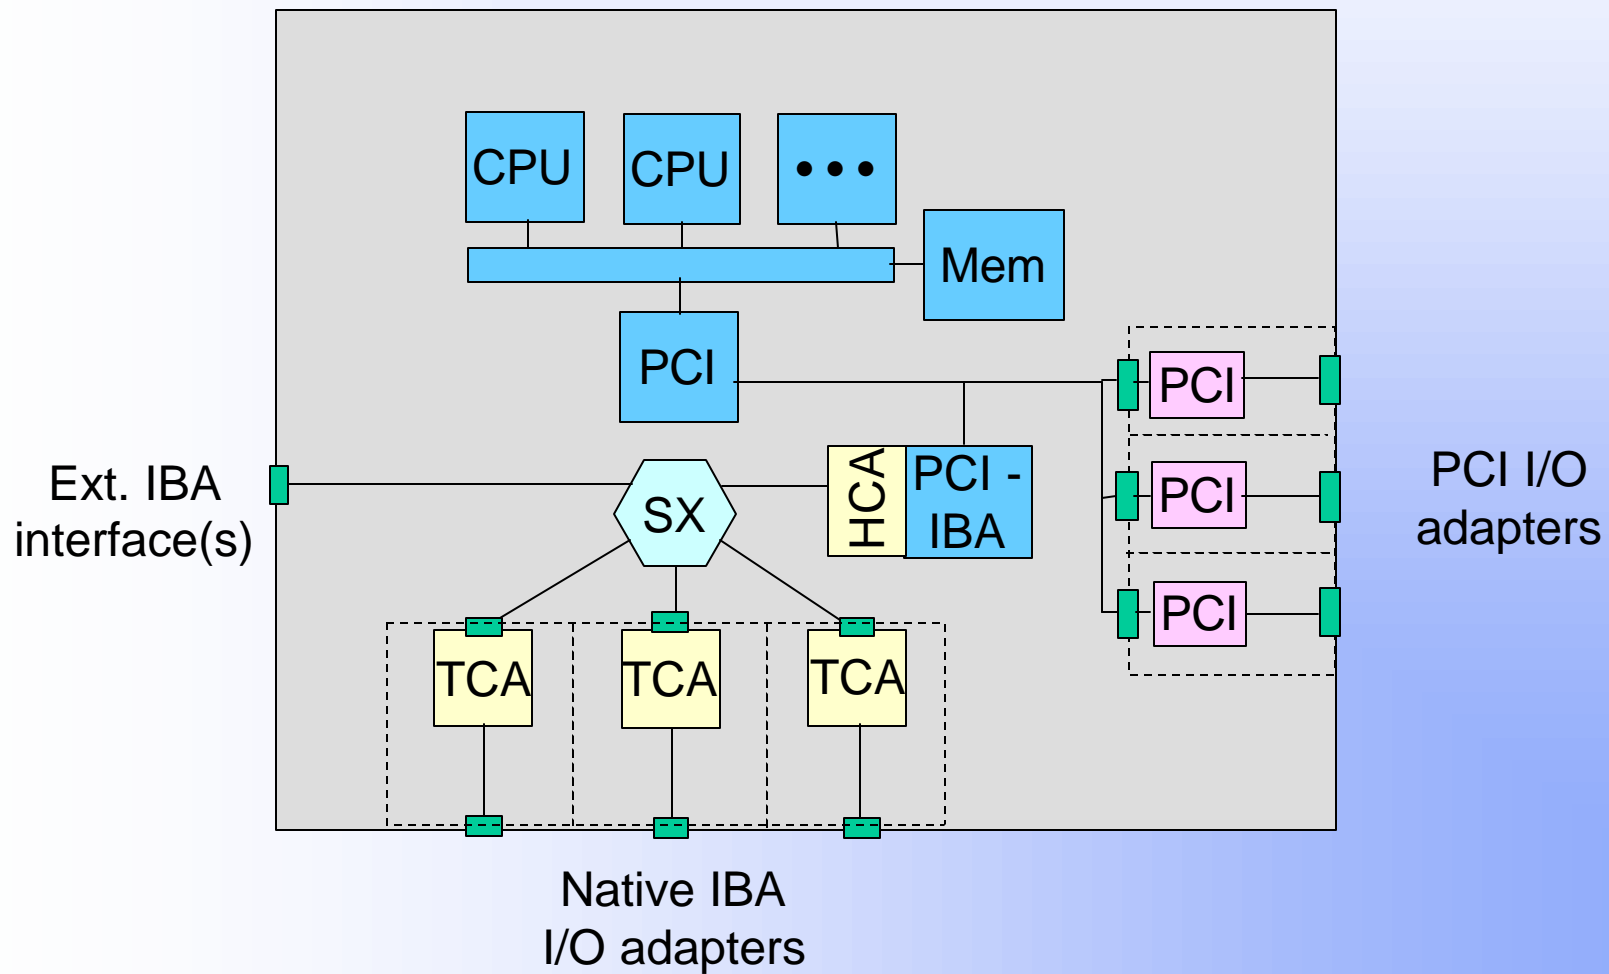 CPU
CPU
•••
Mem
PCI
PCI
Ext. IBA
interface(s)
SX
HCA
PCI -
IBA
PCI
PCI I/O
adapters
PCI
TCA
TCA
TCA
Native IBA
I/O adapters